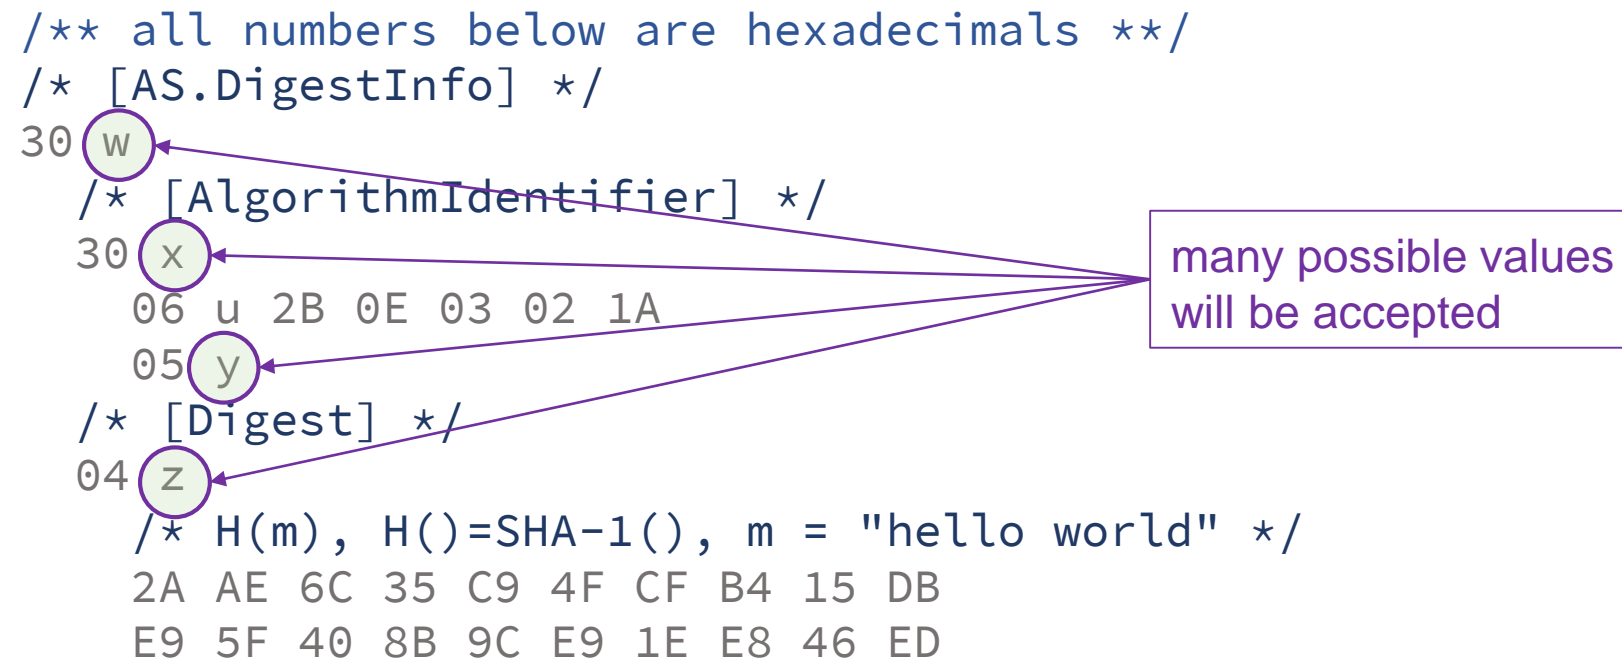 /** all numbers below are hexadecimals **/
/* [AS.DigestInfo] */
30 w
/* [AlgorithmIdentifier] */
30 x
06 u 2B 0E 03 02 1A
05 y
/* [Digest] */
04 z
/* H(m), H()=SHA-1(), m = "hello world" */
2A AE 6C 35 C9 4F CF B4 15 DB
E9 5F 40 8B 9C E9 1E E8 46 ED
many possible values
will be accepted